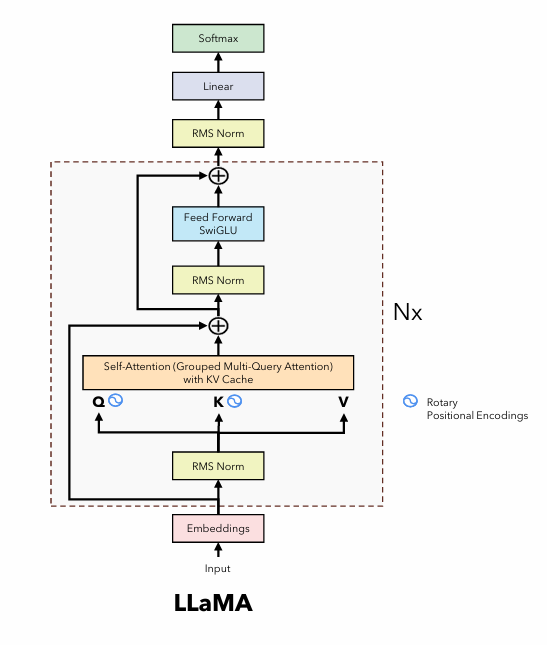 Softmax
Linear
RMS Norm
Feed Forward
SwiGLU
RMS Norm
Nx
Self-Attention (Grouped Multi-Query Attention)
with KV Cache
Q K V
Rotary
Positional Encodings
RMS Norm
Embeddings
Input
LLaMA